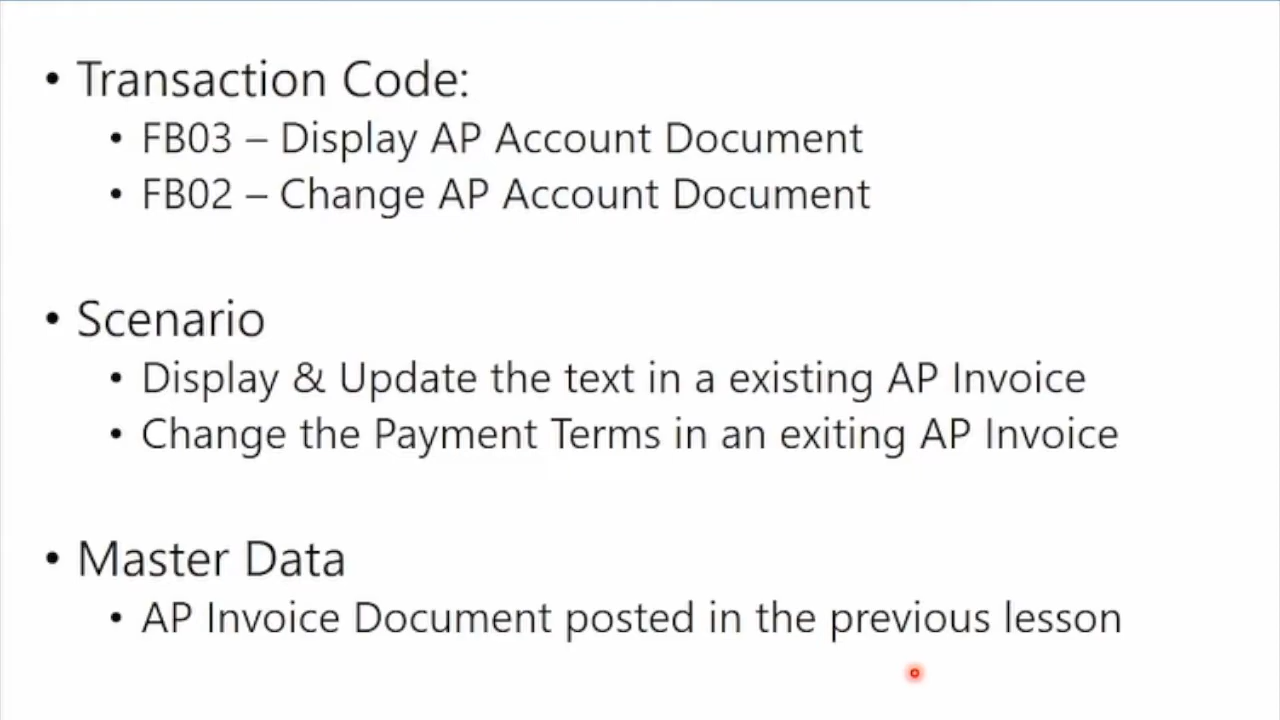 • Transaction Code:
• FB03 – Display AP Account Document
• FB02 – Change AP Account Document
• Scenario
• Display & Update the text in a existing AP Invoice
• Change the Payment Terms in an exiting AP Invoice
• Master Data
• AP Invoice Document posted in the previous lesson